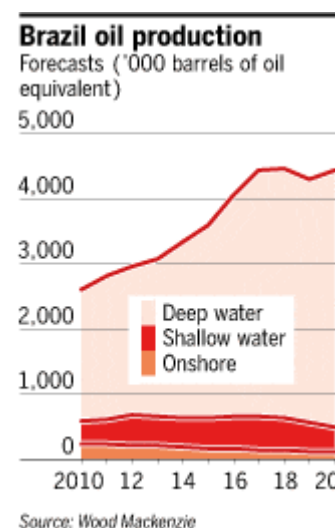 Brazil oil production
Forecasts ('000 barrels of oil
equivalent)
5,000
4,000
3,000
2,000
1,000
0
Deep water
Shallow water
Onshore
2010 12 14 16 18 20
Source: Wood Mackenzie